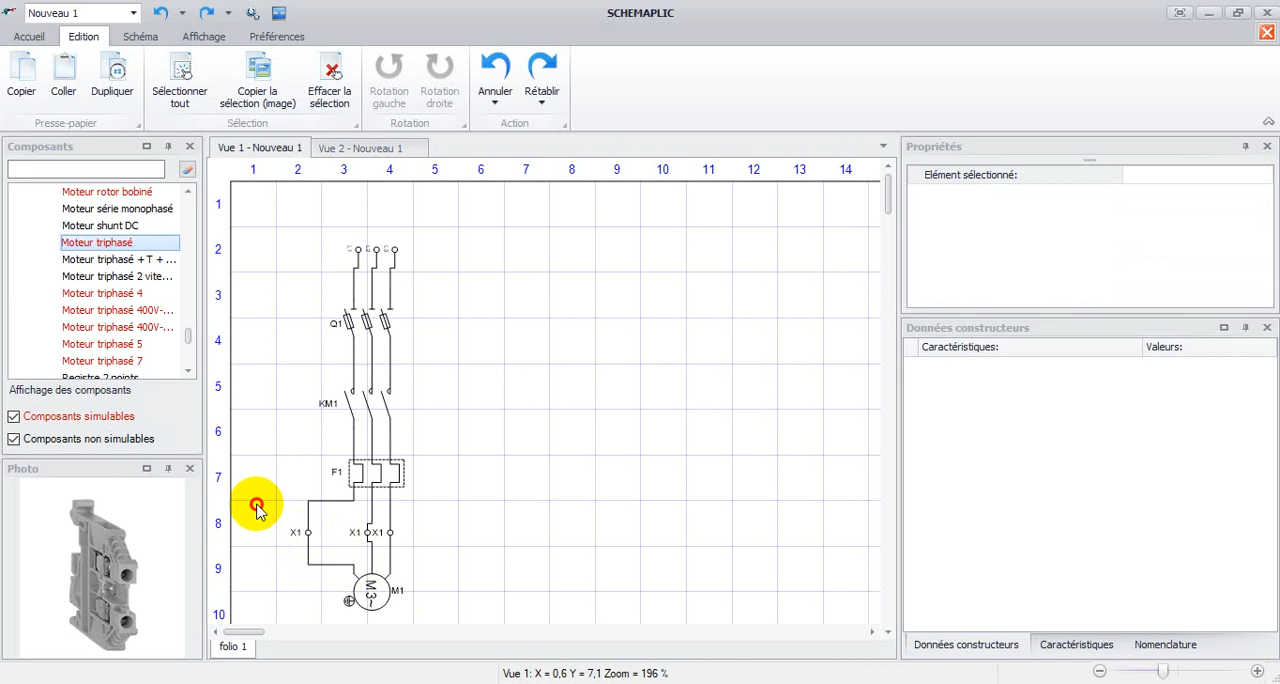 Nouveau 1
SCHEMAPLIC
Accueil Edition Schéma Affichage Préférences
Copier Coller Dupliquer Sélectionner tout Copier la sélection (image) Effacer la sélection Rotation gauche Rotation droite Annuler Rétablir
Presse-papier Sélection Rotation Action
Composants
Moteur rotor bobiné
Moteur série monophasé
Moteur shunt DC
Moteur triphasé
Moteur triphasé + T + ...
Moteur triphasé 2 vite...
Moteur triphasé 4
Moteur triphasé 400V-...
Moteur triphasé 400V-...
Moteur triphasé 5
Moteur triphasé 7
Registre 2 points
Affichage des composants
Composants simulables
Composants non simulables
Photo
Vue 1 - Nouveau 1 Vue 2 - Nouveau 1
1 2 3 4 5 6 7 8 9 10 11 12 13 14
1
2
3
Q1
4
5
KM1
6
F1
7
8
X1 X1 X1
9
M 3~
M1
10
folio 1
Propriétés
Elément sélectionné:
Données constructeurs
Caractéristiques: Valeurs:
Données constructeurs Caractéristiques Nomenclature
Vue 1: X = 0,6 Y = 7,1 Zoom = 196 %